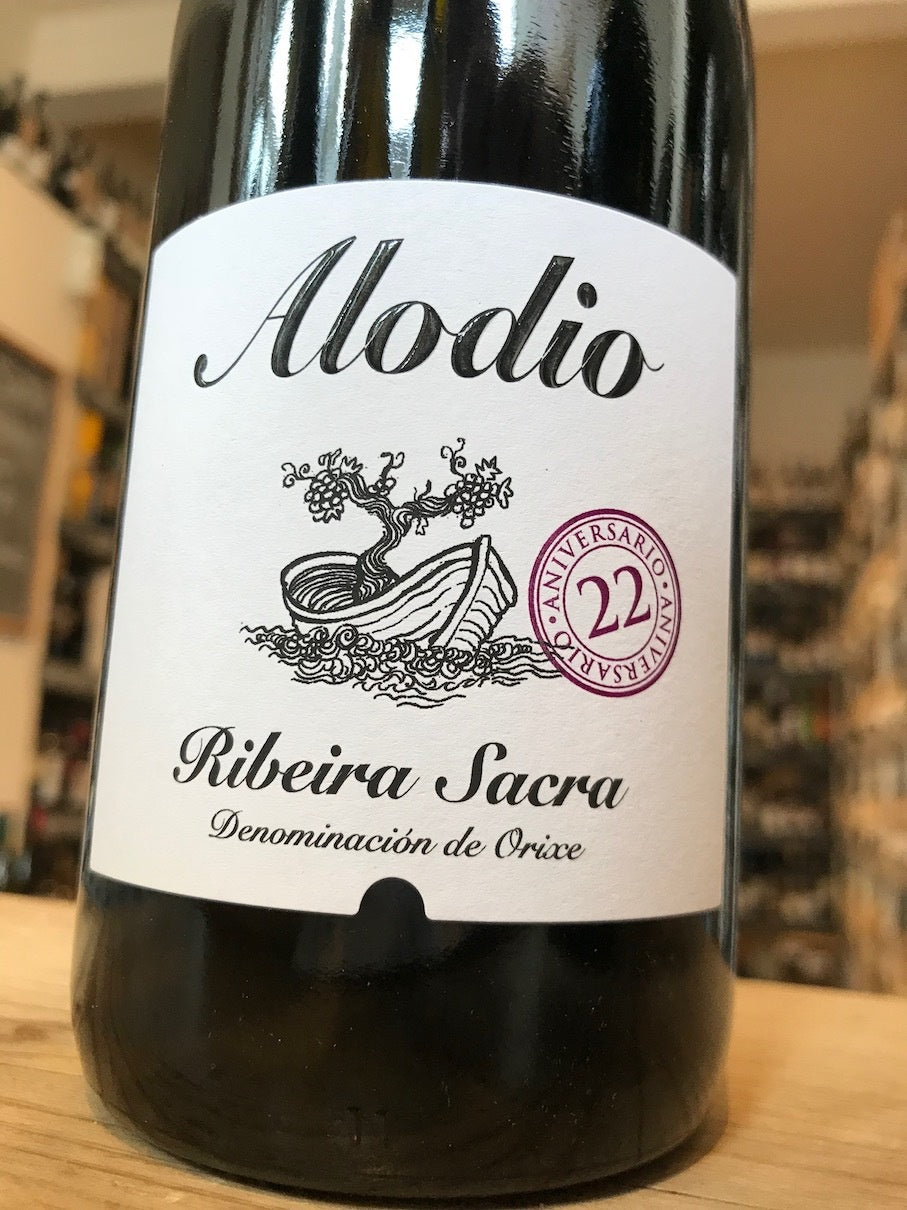 Alodio
ANIVERSARIO · ANIVERSARIO ·
22
Ribeira Sacra
Denominación de Orixe